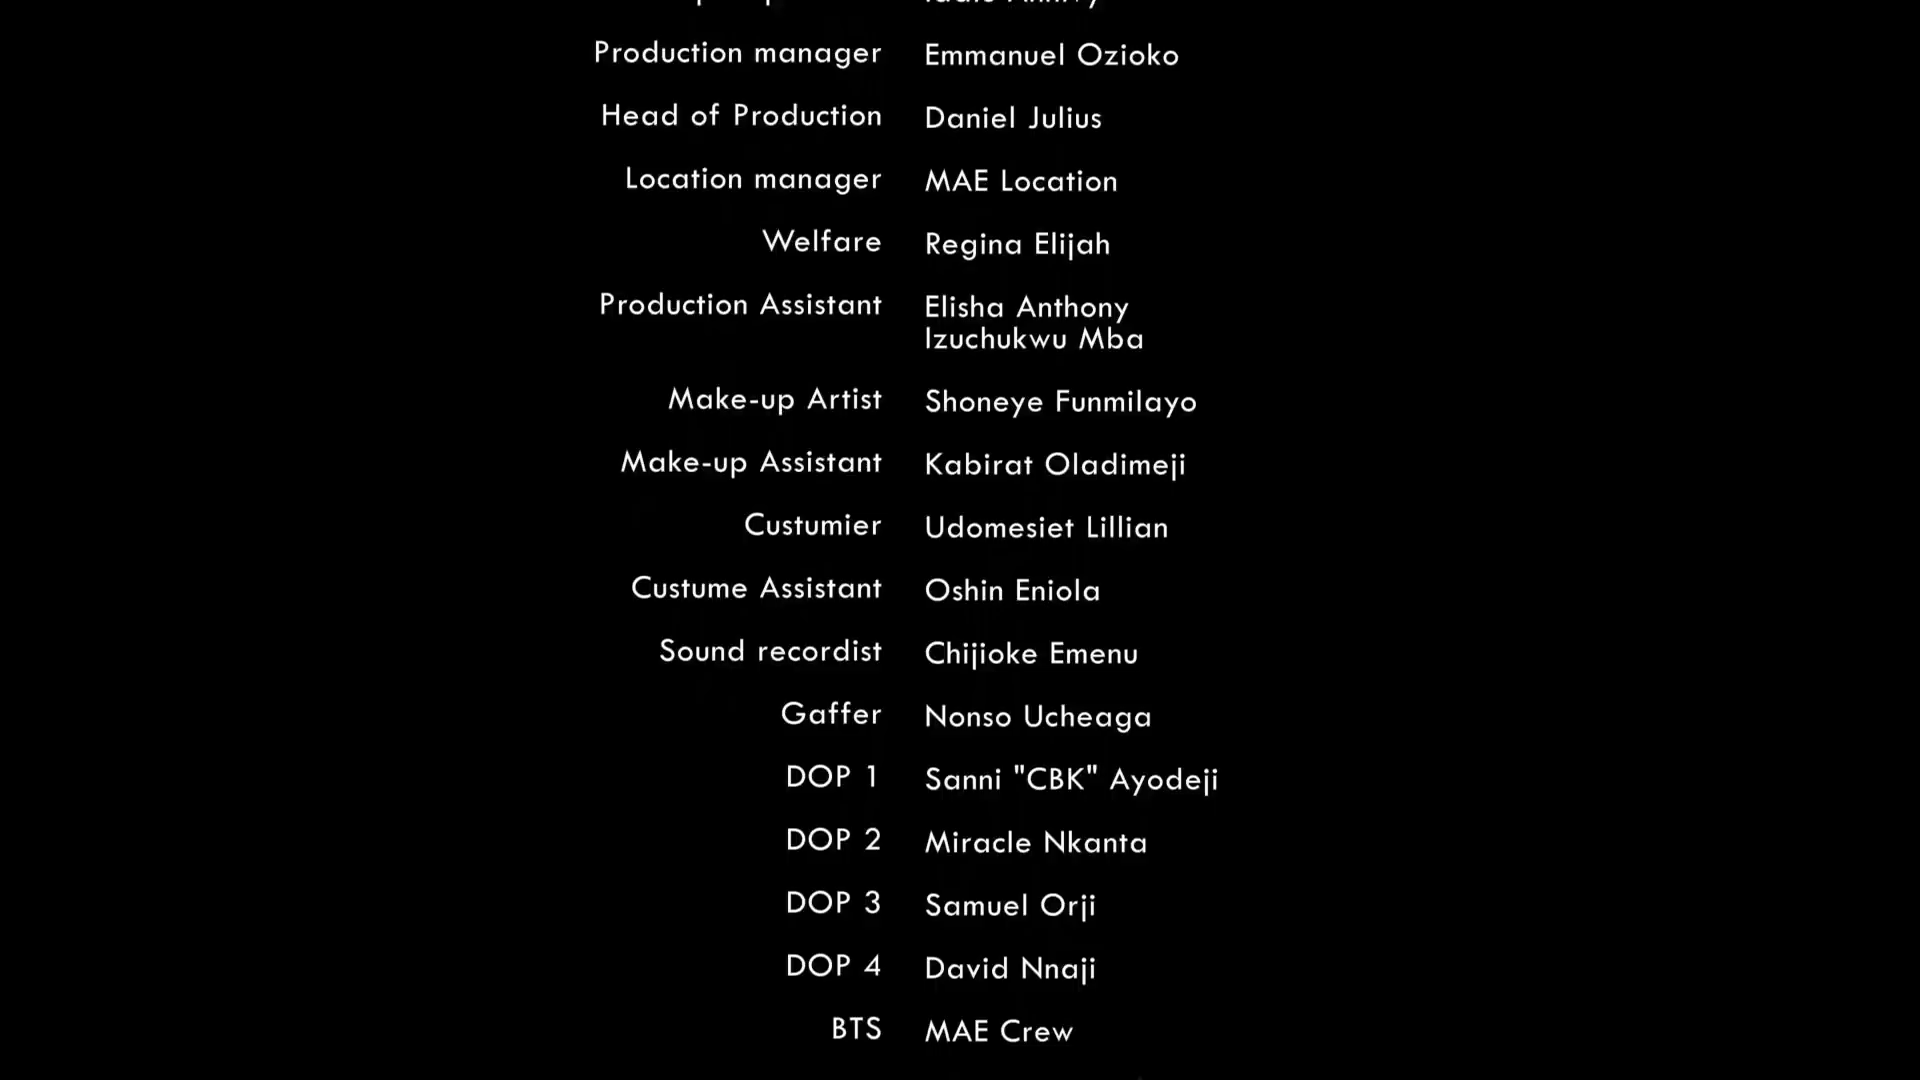 Production manager Emmanuel Ozioko
Head of Production Daniel Julius
Location manager MAE Location
Welfare Regina Elijah
Production Assistant Elisha Anthony
Izuchukwu Mba
Make-up Artist Shoneye Funmilayo
Make-up Assistant Kabirat Oladimeji
Custumier Udomesiet Lillian
Custume Assistant Oshin Eniola
Sound recordist Chijioke Emenu
Gaffer Nonso Ucheaga
DOP 1 Sanni "CBK" Ayodeji
DOP 2 Miracle Nkanta
DOP 3 Samuel Orji
DOP 4 David Nnaji
BTS MAE Crew